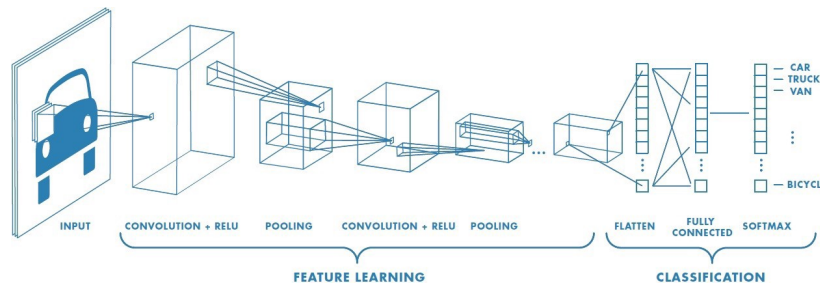 CAR
TRUCK
VAN
INPUT
CONVOLUTION + RELU
POOLING
CONVOLUTION + RELU
POOLING
FLATTEN
FULLY
CONNECTED
SOFTMAX
FEATURE LEARNING
CLASSIFICATION